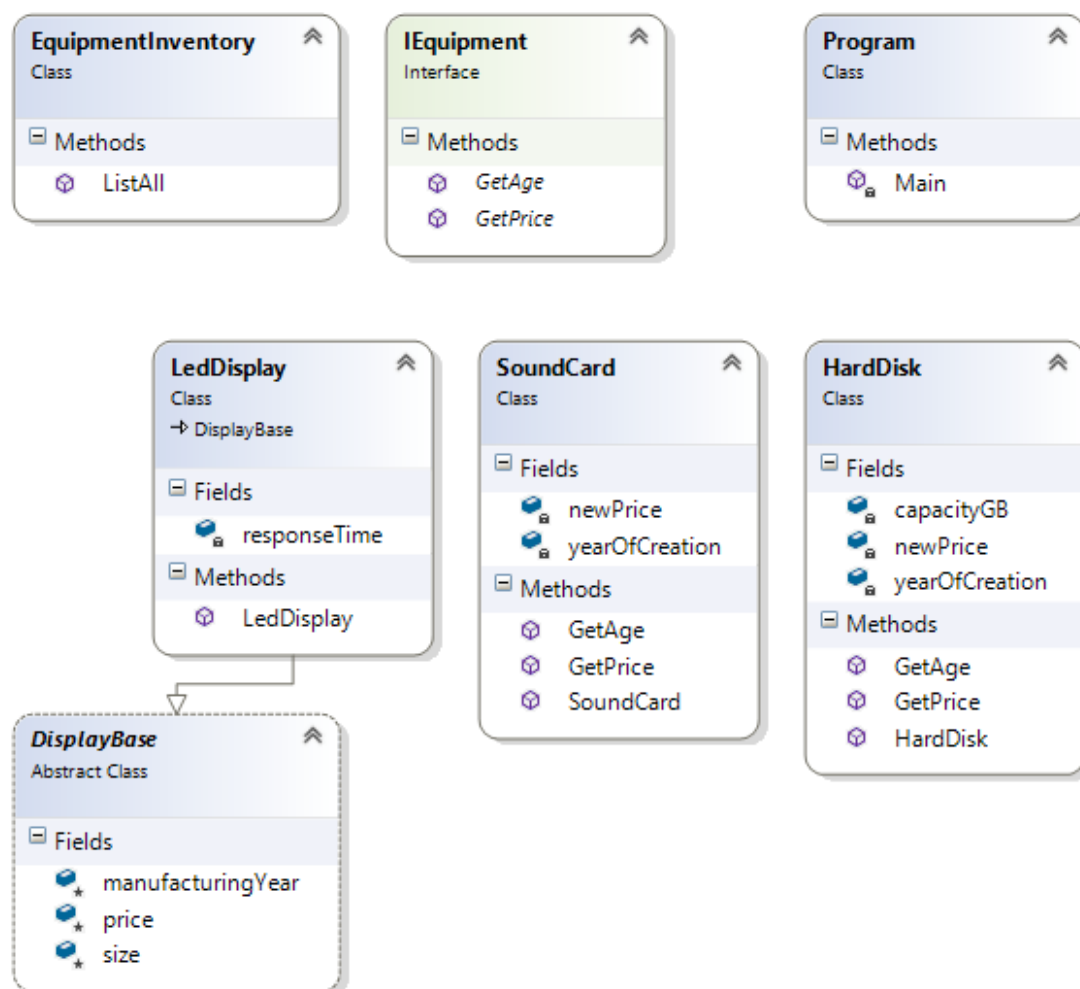 EquipmentInventory
Class
Methods
ListAll
IEquipment
Interface
Methods
GetAge
GetPrice
Program
Class
Methods
Main
LedDisplay
Class
DisplayBase
Fields
responseTime
Methods
LedDisplay
SoundCard
Class
Fields
newPrice
yearOfCreation
Methods
GetAge
GetPrice
SoundCard
HardDisk
Class
Fields
capacityGB
newPrice
yearOfCreation
Methods
GetAge
GetPrice
HardDisk
DisplayBase
Abstract Class
Fields
manufacturingYear
price
size